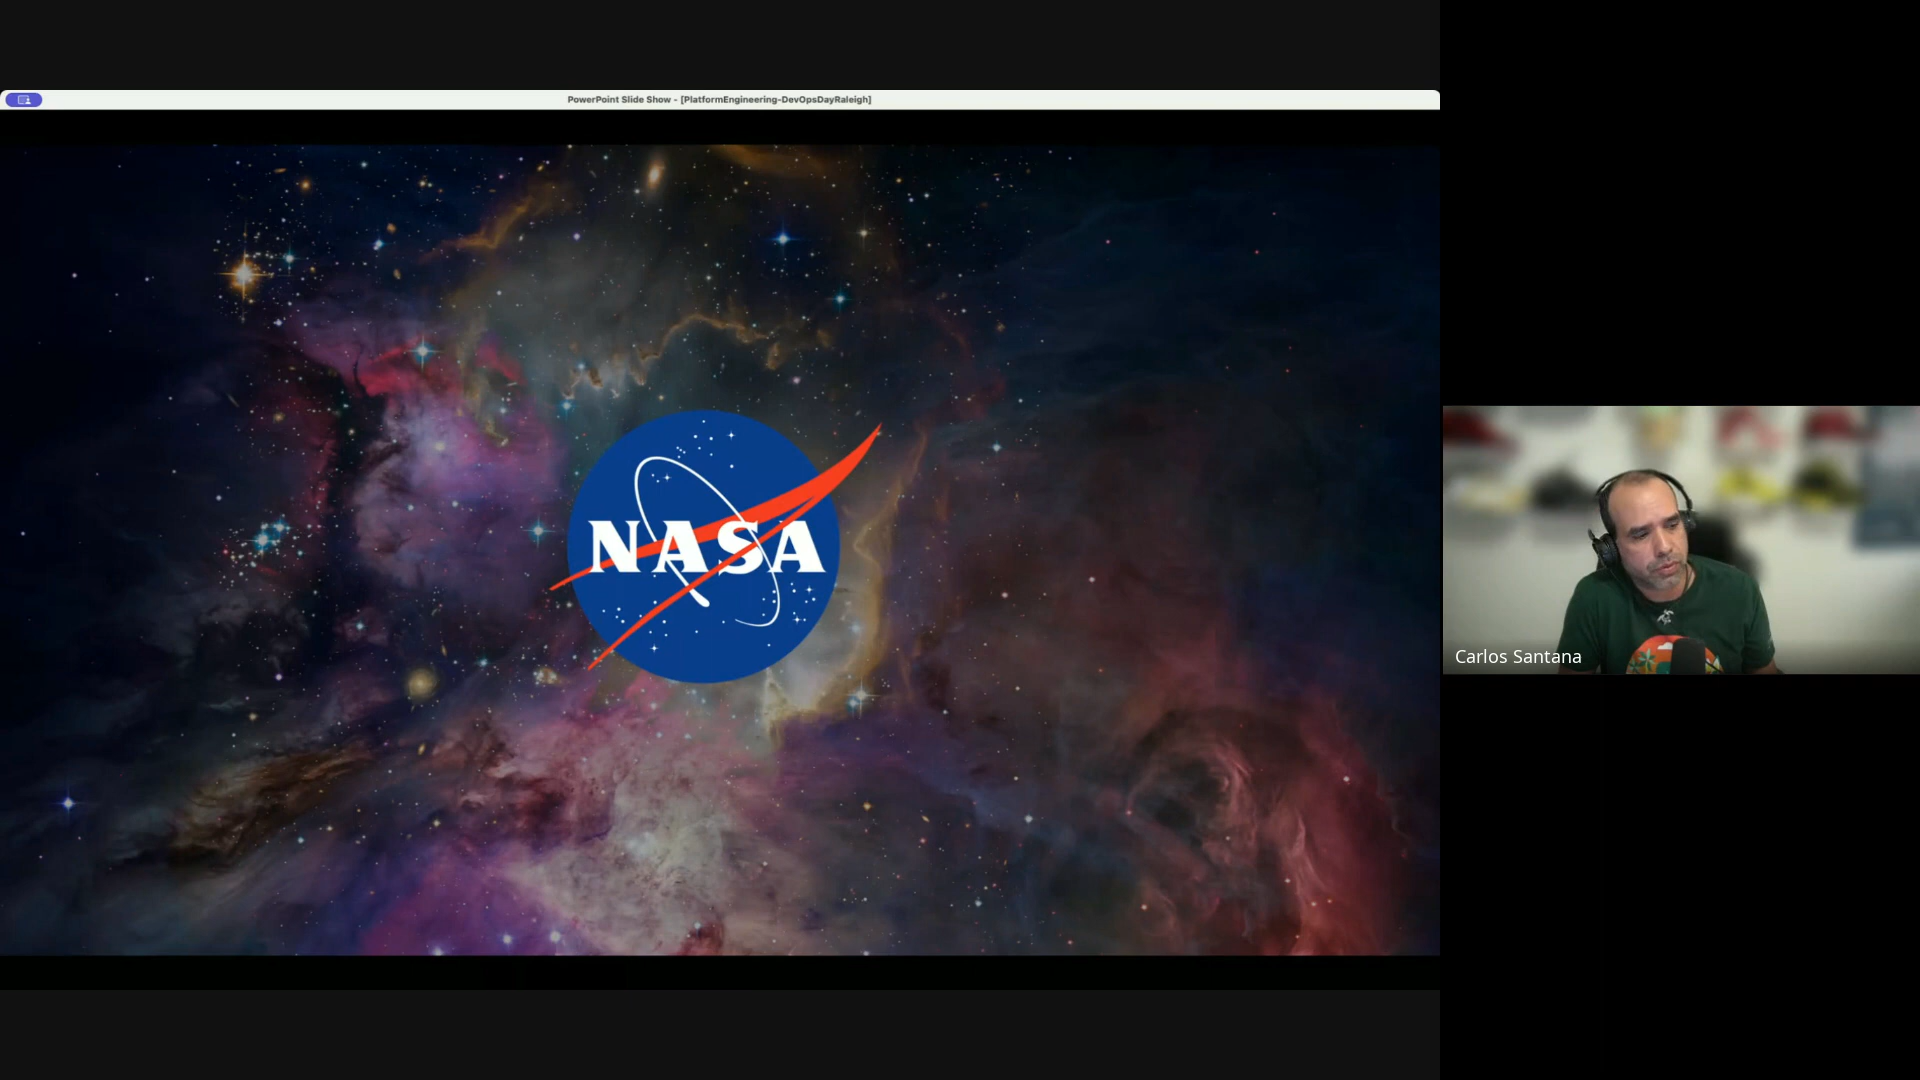 PowerPoint Slide Show - [PlatformEngineering-DevOpsDayRaleigh]
NASA
Carlos Santana